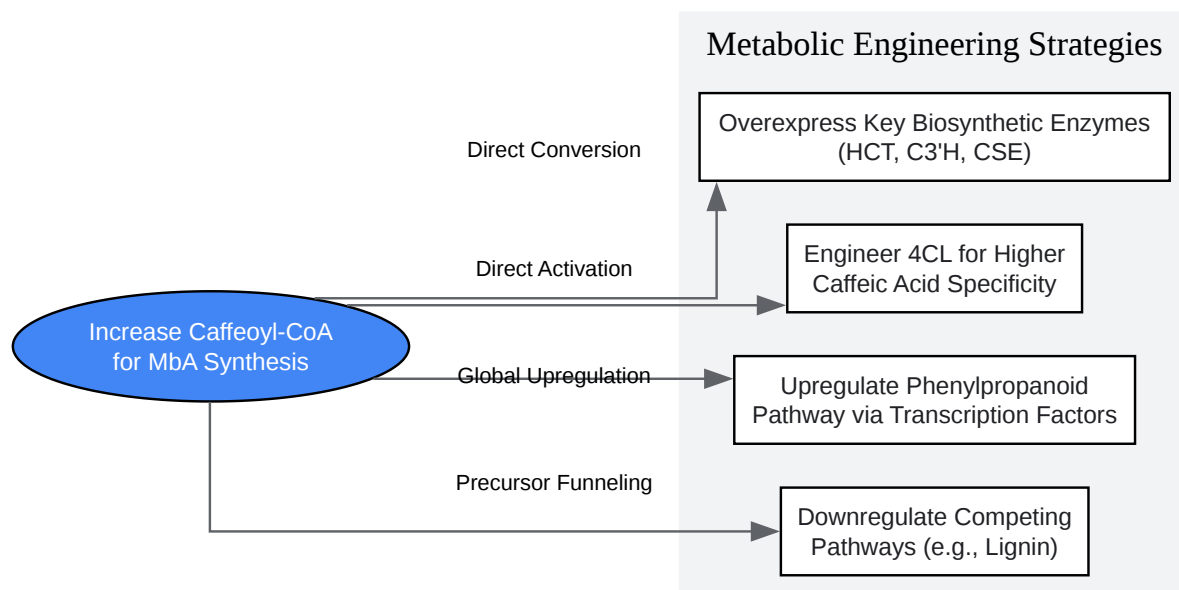 Metabolic Engineering Strategies
Overexpress Key Biosynthetic Enzymes
(HCT, C3'H, CSE)
Direct Conversion
Engineer 4CL for Higher
Caffeic Acid Specificity
Direct Activation
Increase Caffeoyl-CoA
for MbA Synthesis
Global Upregulation
Upregulate Phenylpropanoid
Pathway via Transcription Factors
Precursor Funneling
Downregulate Competing
Pathways (e.g., Lignin)